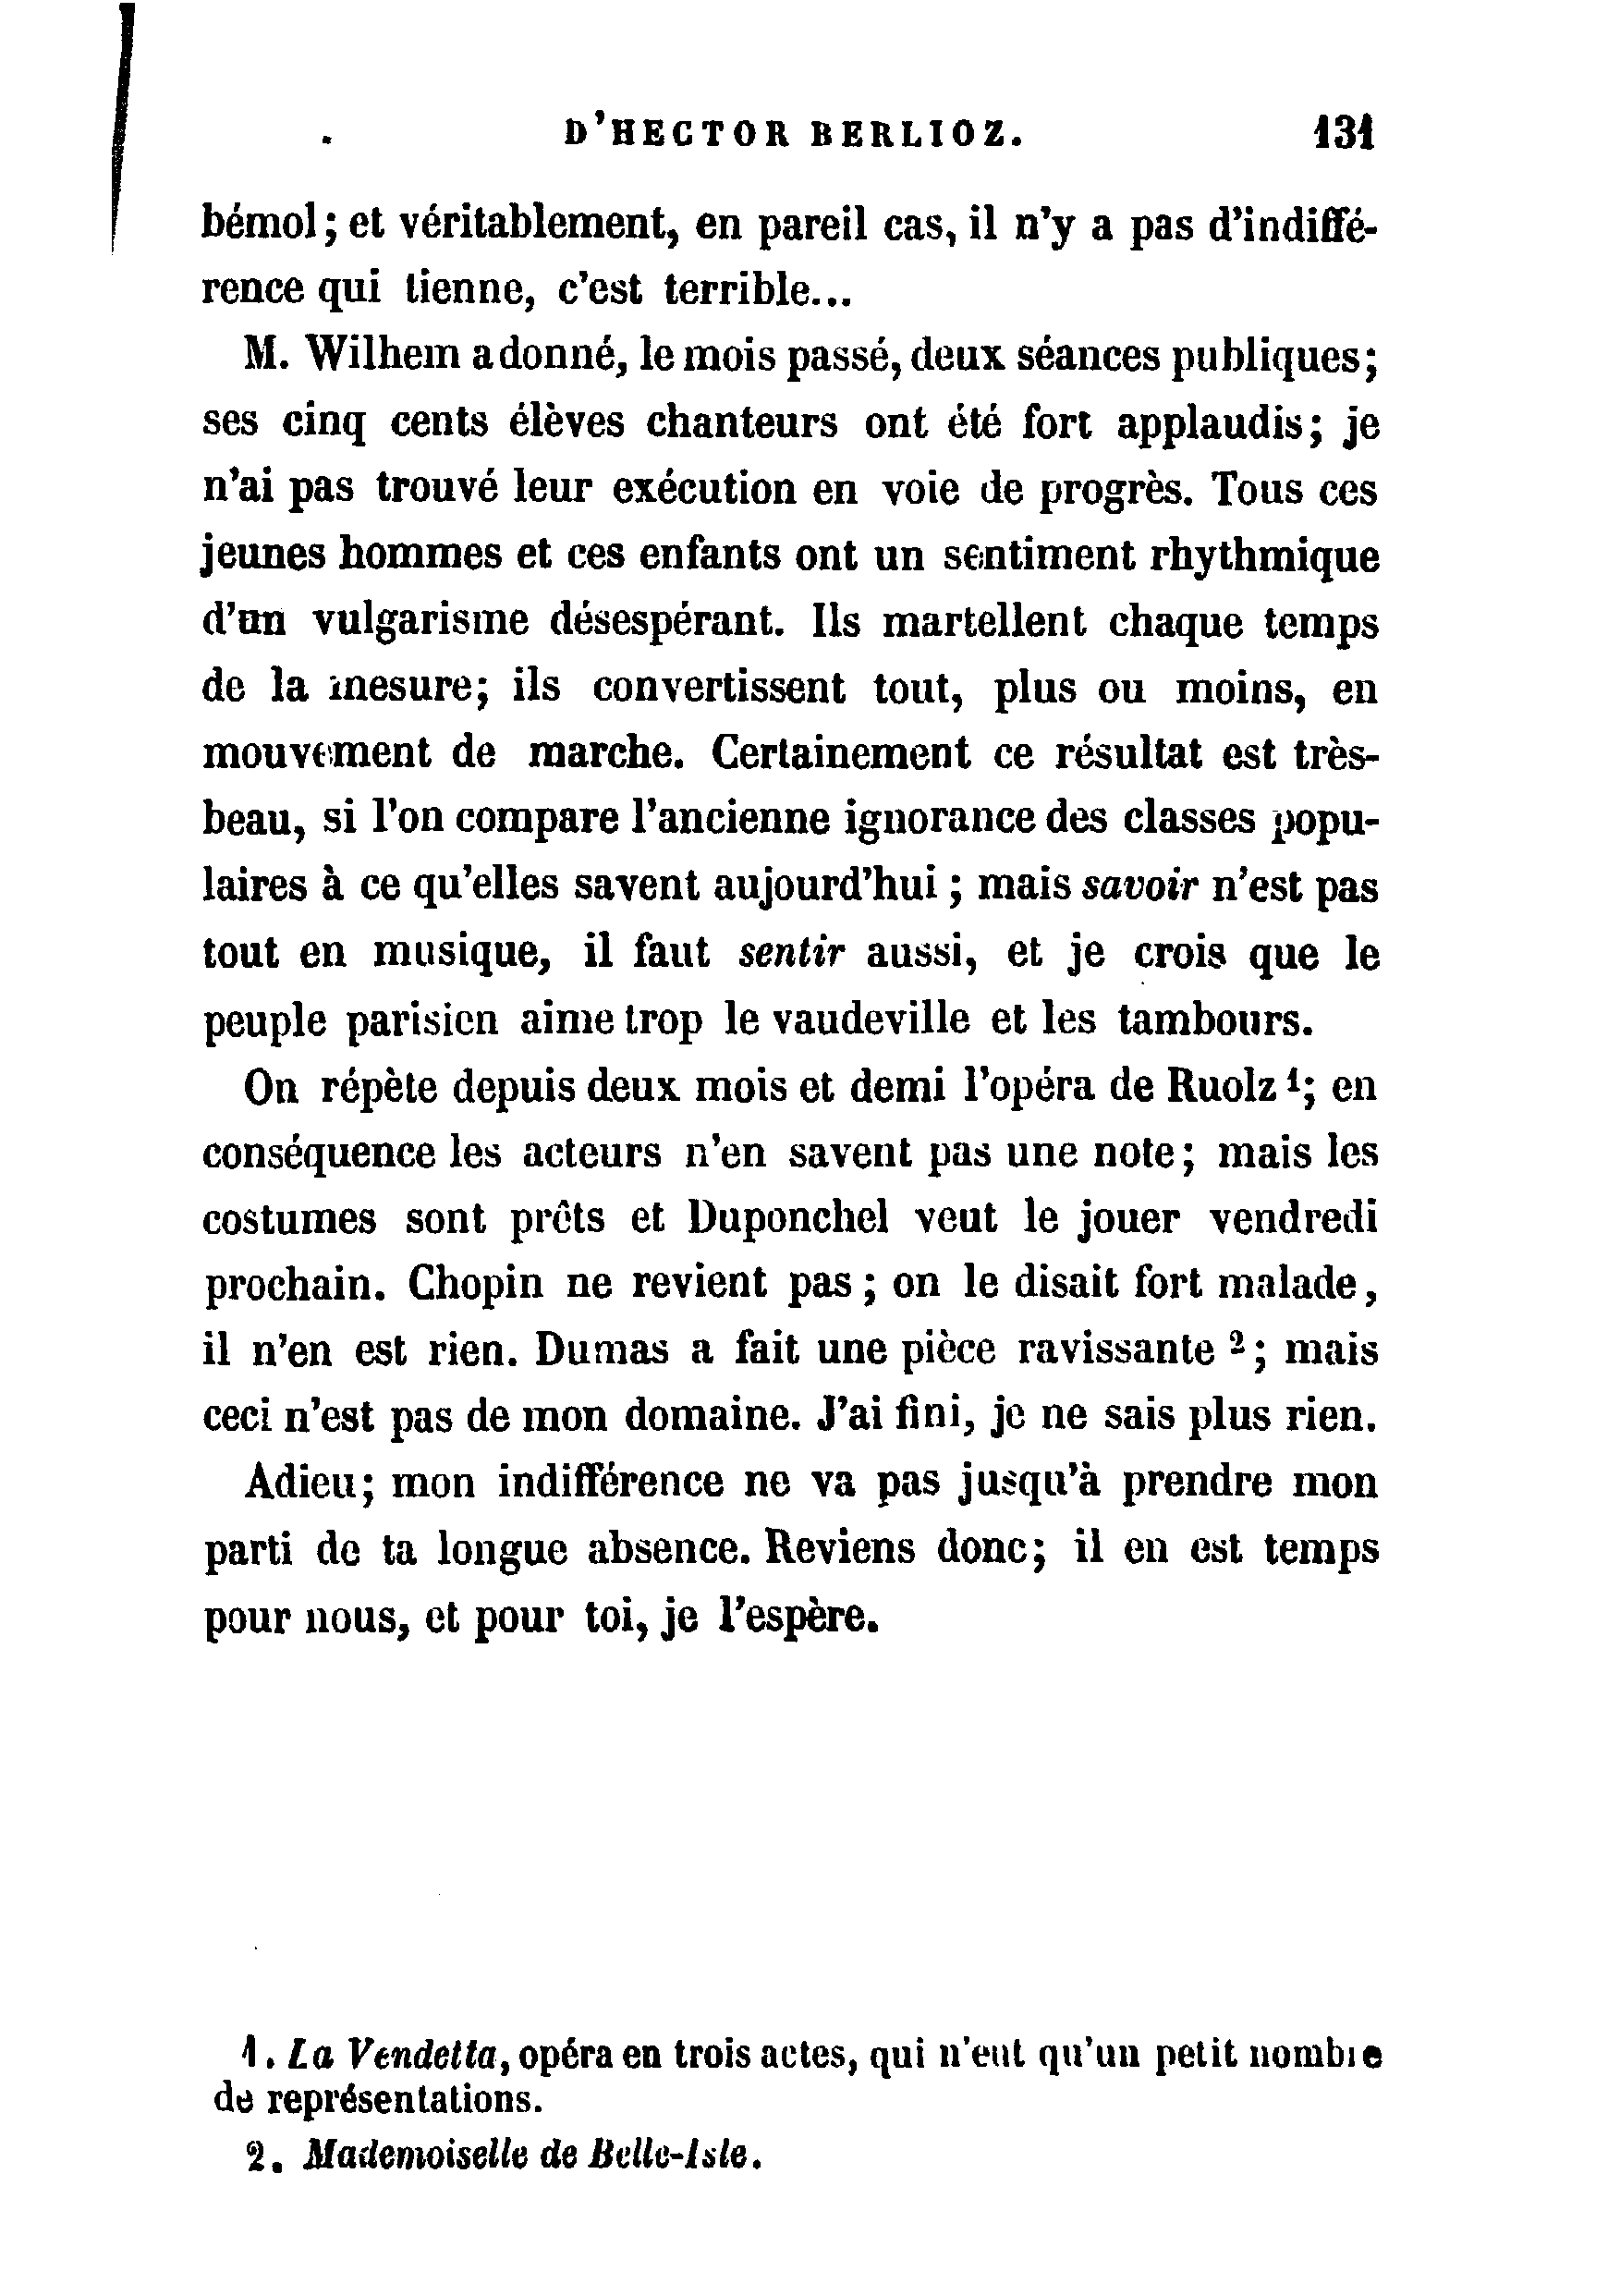 D'HECTOR BERLIOZ. 131
bémol; et véritablement, en pareil cas, il n'y a pas d'indiffé-
rence qui tienne, c'est terrible...
M. Wilhem a donné, le mois passé, deux séances publiques;
ses cinq cents élèves chanteurs ont été fort applaudis; je
n'ai pas trouvé leur exécution en voie de progrès. Tous ces
jeunes hommes et ces enfants ont un sentiment rhythmique
d'un vulgarisme désespérant. Ils martellent chaque temps
de la mesure; ils convertissent tout, plus ou moins, en
mouvement de marche. Certainement ce résultat est très-
beau, si l'on compare l'ancienne ignorance des classes popu-
laires à ce qu'elles savent aujourd'hui ; mais savoir n'est pas
tout en musique, il faut sentir aussi, et je crois que le
peuple parisien aime trop le vaudeville et les tambours.
On répète depuis deux mois et demi l'opéra de Ruolz 1; en
conséquence les acteurs n'en savent pas une note; mais les
costumes sont prêts et Duponchel veut le jouer vendredi
prochain. Chopin ne revient pas ; on le disait fort malade,
il n'en est rien. Dumas a fait une pièce ravissante 2; mais
ceci n'est pas de mon domaine. J'ai fini, je ne sais plus rien.
Adieu; mon indifférence ne va pas jusqu'à prendre mon
parti de ta longue absence. Reviens donc; il en est temps
pour nous, et pour toi, je l'espère.
1. La Vendetta, opéra en trois actes, qui n'eut qu'un petit nombre
de représentations.
2. Mademoiselle de Belle-Isle.